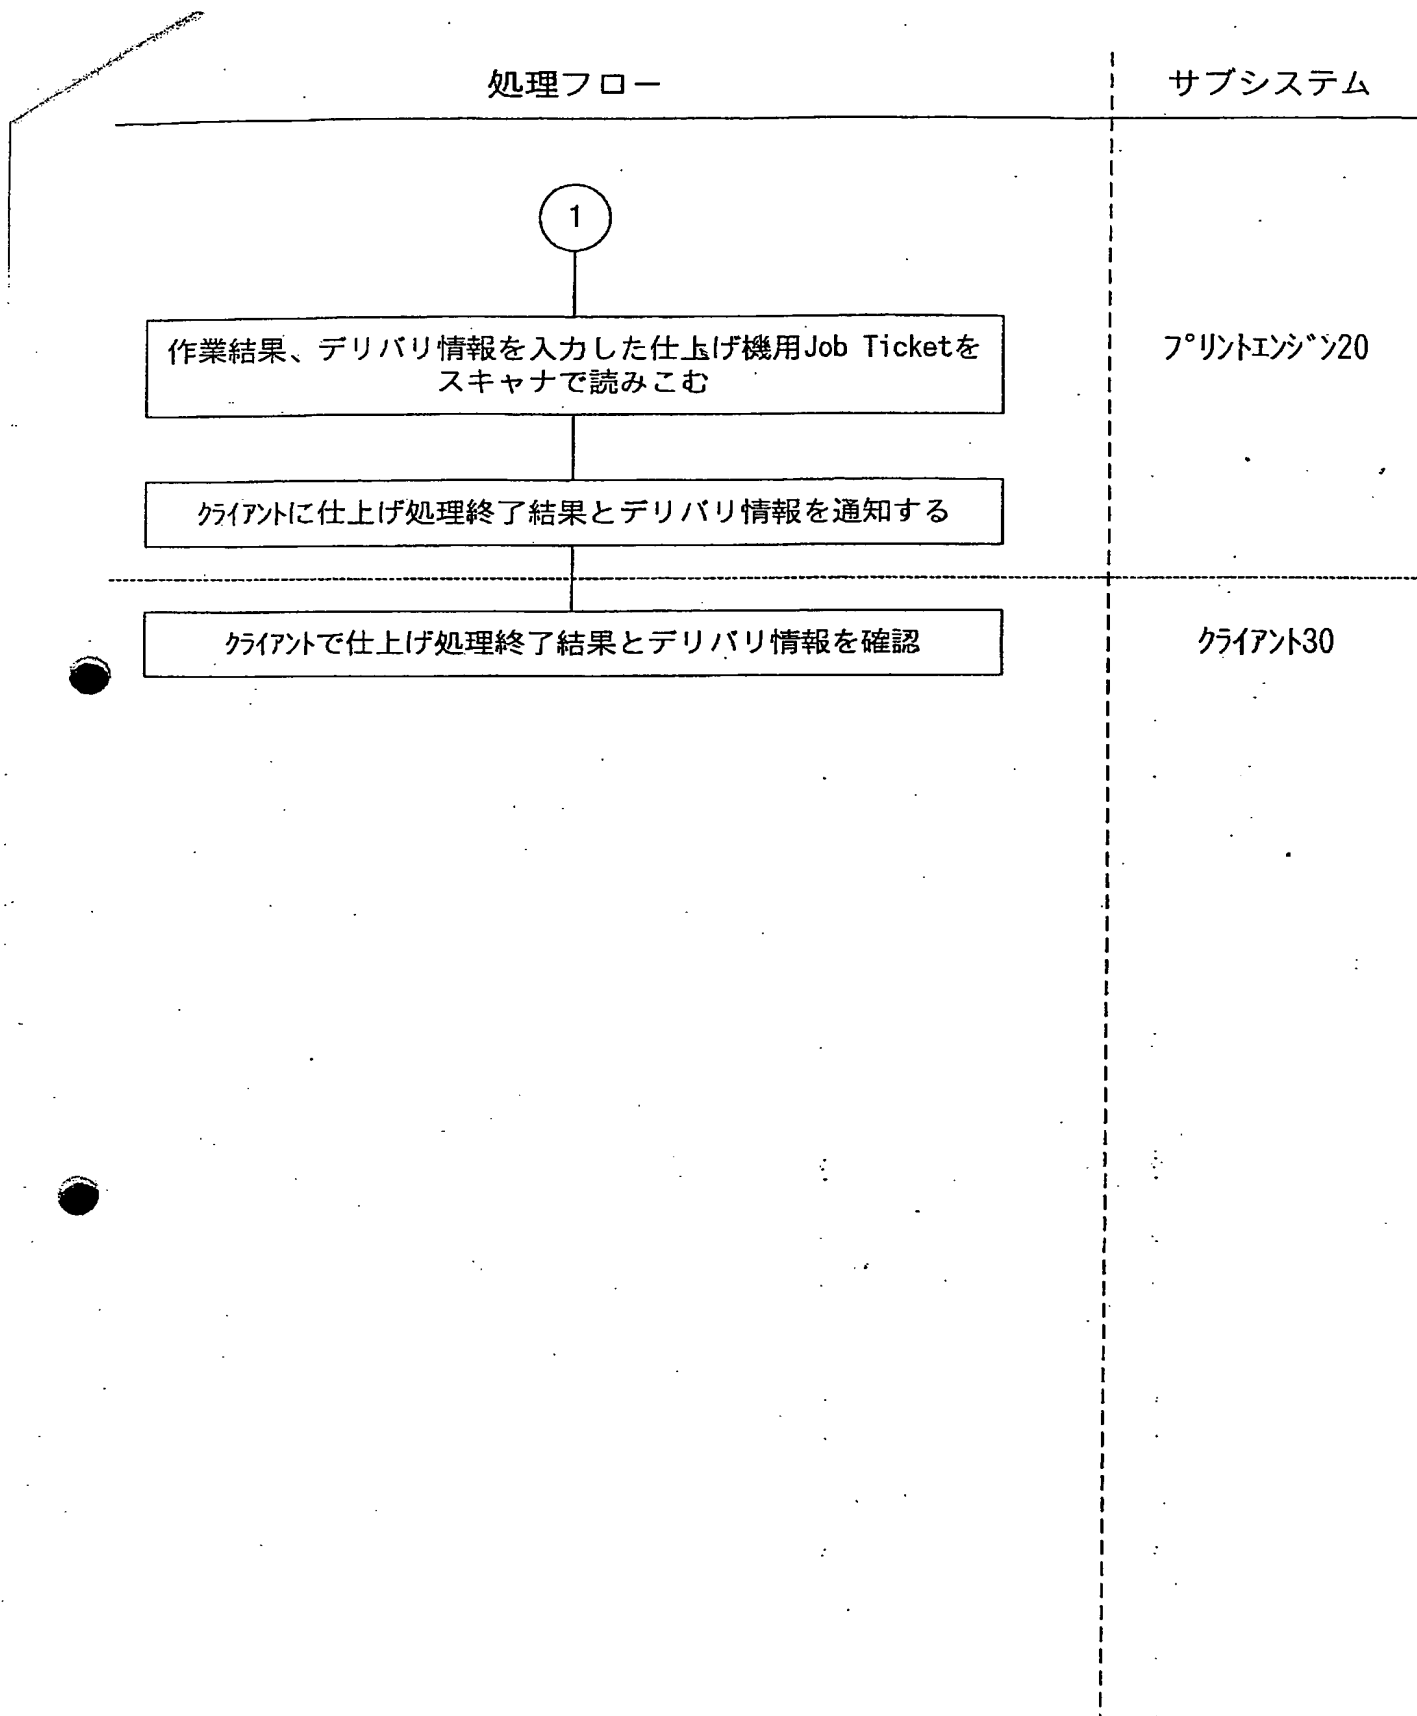 処理フロー
サブシステム
1
作業結果、デリバリ情報を入力した仕上げ機用Job Ticketを
スキャナで読みこむ
ﾌﾟﾘﾝﾄｴﾝｼﾞﾝ20
ｸﾗｲｱﾝﾄに仕上げ処理終了結果とデリバリ情報を通知する
ｸﾗｲｱﾝﾄで仕上げ処理終了結果とデリバリ情報を確認
ｸﾗｲｱﾝﾄ30